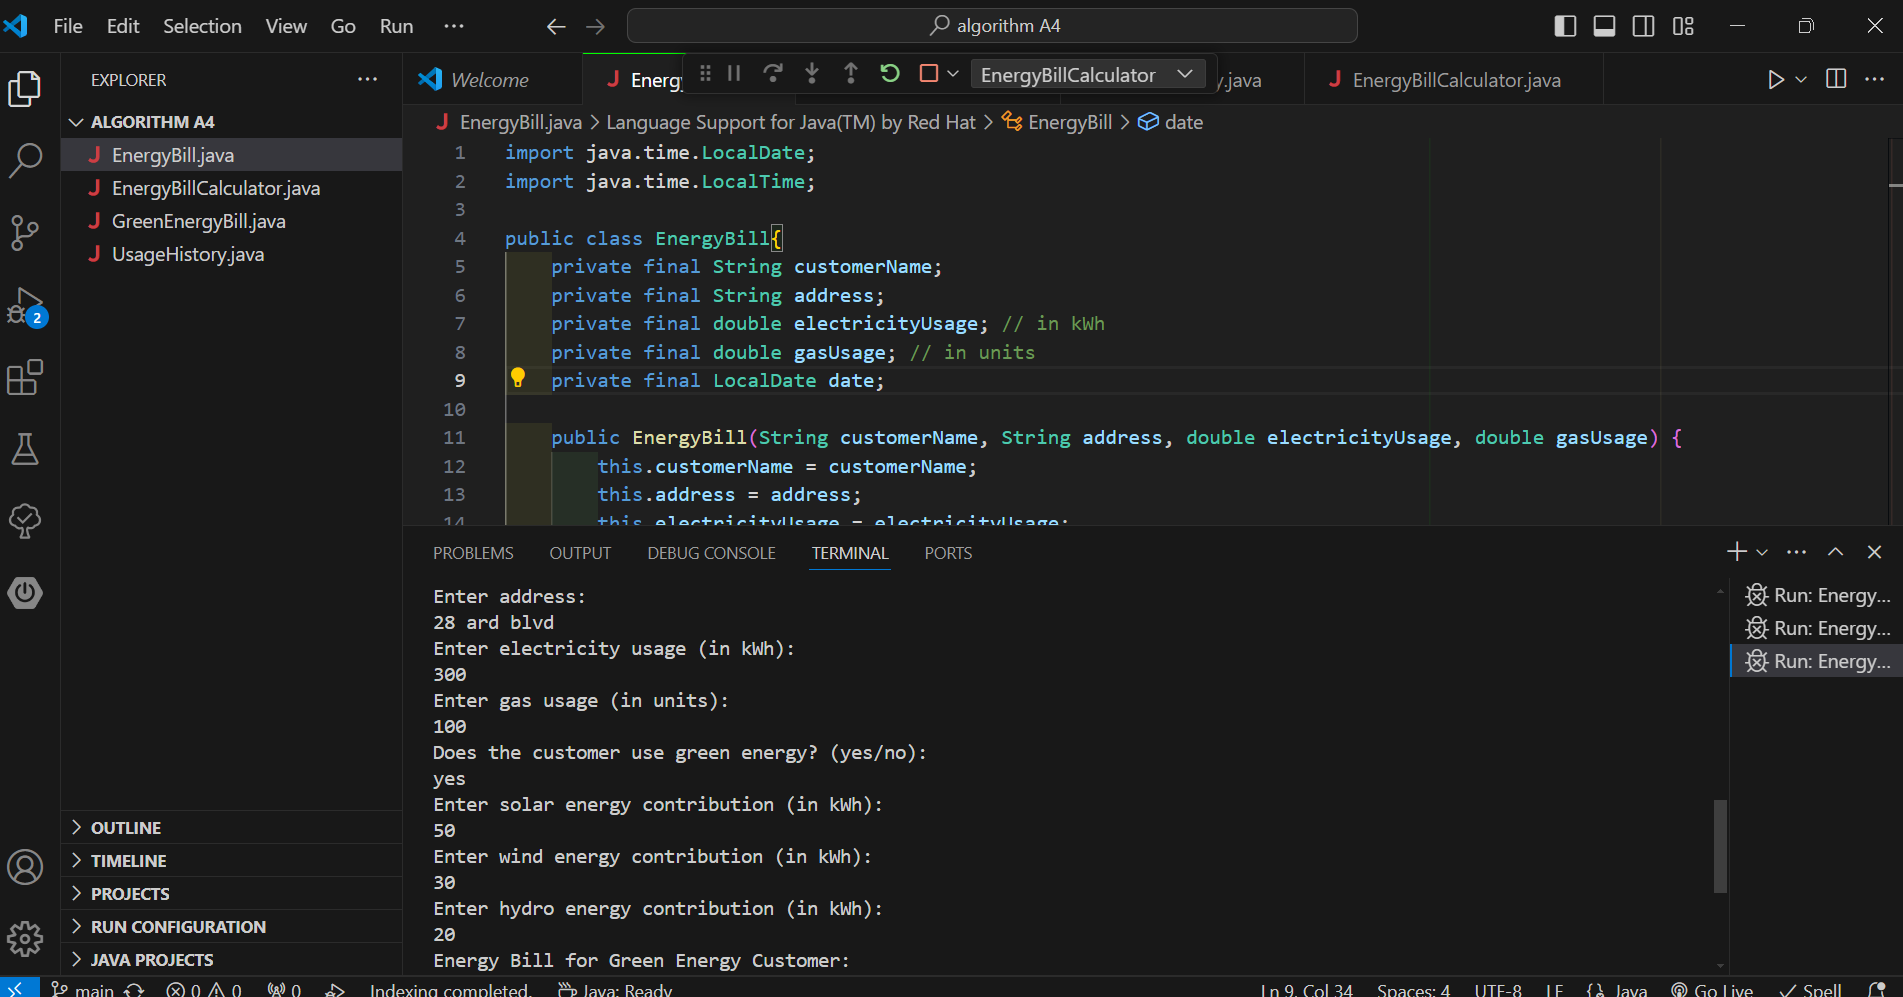 File Edit Selection View Go Run ···
algorithm A4
EXPLORER
Welcome
Energy
EnergyBillCalculator
y.java
EnergyBillCalculator.java
ALGORITHM A4
EnergyBill.java
EnergyBillCalculator.java
GreenEnergyBill.java
UsageHistory.java
2
OUTLINE
TIMELINE
PROJECTS
RUN CONFIGURATION
JAVA PROJECTS
EnergyBill.java > Language Support for Java(TM) by Red Hat > EnergyBill > date
1 import java.time.LocalDate;
2 import java.time.LocalTime;
3
4 public class EnergyBill{
5 private final String customerName;
6 private final String address;
7 private final double electricityUsage; // in kWh
8 private final double gasUsage; // in units
9 private final LocalDate date;
10
11 public EnergyBill(String customerName, String address, double electricityUsage, double gasUsage) {
12 this.customerName = customerName;
13 this.address = address;
14 this.electricityUsage = electricityUsage;
PROBLEMS OUTPUT DEBUG CONSOLE TERMINAL PORTS
Enter address:
28 ard blvd
Enter electricity usage (in kWh):
300
Enter gas usage (in units):
100
Does the customer use green energy? (yes/no):
yes
Enter solar energy contribution (in kWh):
50
Enter wind energy contribution (in kWh):
30
Enter hydro energy contribution (in kWh):
20
Energy Bill for Green Energy Customer:
Run: Energy...
Run: Energy...
Run: Energy...
main 0 0 0 Indexing completed. Java: Ready
Ln 9, Col 34 Spaces: 4 UTF-8 LF {} Java Go Live Spell